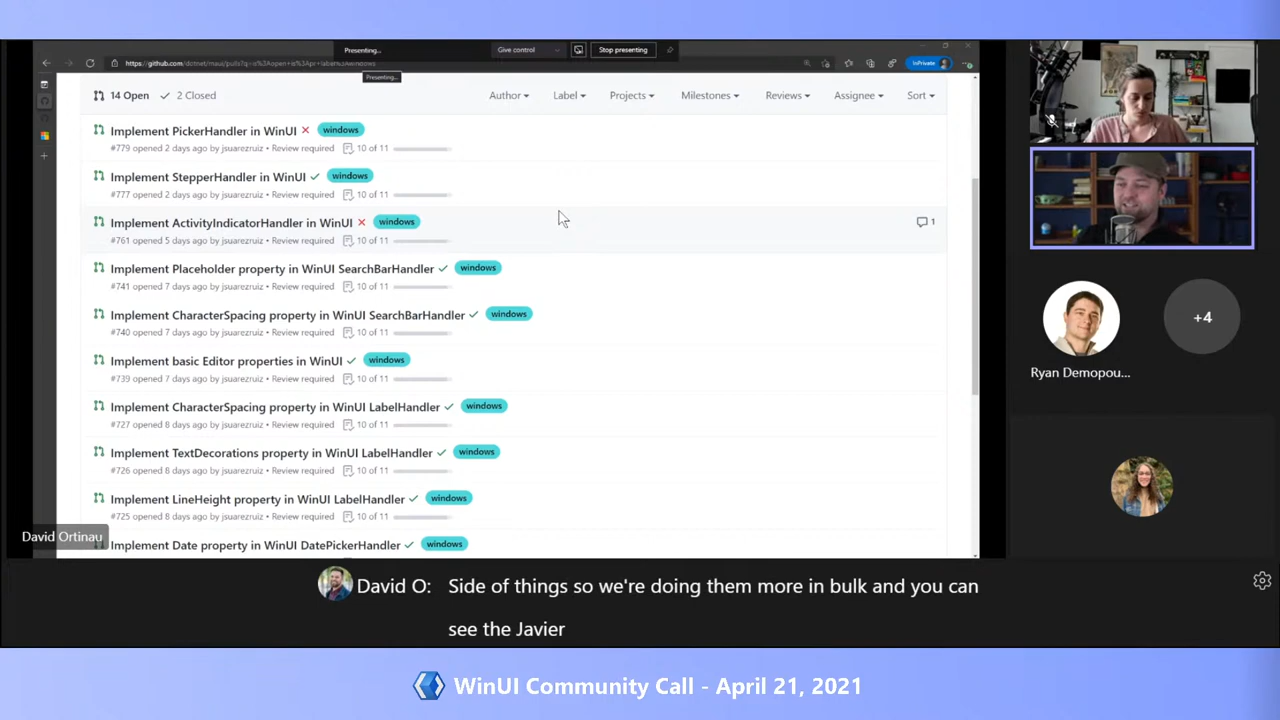 Presenting...
Give control
Stop presenting
Presenting...
InPrivate
14 Open
2 Closed
Author
Label
Projects
Milestones
Reviews
Assignee
Sort
Implement PickerHandler in WinUI
windows
#779 opened 2 days ago by jsuarezruiz • Review required
10 of 11
Implement StepperHandler in WinUI
windows
#777 opened 2 days ago by jsuarezruiz • Review required
10 of 11
Implement ActivityIndicatorHandler in WinUI
windows
1
#761 opened 5 days ago by jsuarezruiz • Review required
10 of 11
Implement Placeholder property in WinUI SearchBarHandler
windows
#741 opened 7 days ago by jsuarezruiz • Review required
10 of 11
Implement CharacterSpacing property in WinUI SearchBarHandler
windows
#740 opened 7 days ago by jsuarezruiz • Review required
10 of 11
Implement basic Editor properties in WinUI
windows
#739 opened 7 days ago by jsuarezruiz • Review required
10 of 11
Implement CharacterSpacing property in WinUI LabelHandler
windows
#727 opened 8 days ago by jsuarezruiz • Review required
10 of 11
Implement TextDecorations property in WinUI LabelHandler
windows
#726 opened 8 days ago by jsuarezruiz • Review required
10 of 11
Implement LineHeight property in WinUI LabelHandler
windows
#725 opened 8 days ago by jsuarezruiz • Review required
10 of 11
Implement Date property in WinUI DatePickerHandler
windows
David Ortinau
+4
Ryan Demopou...
David O: Side of things so we're doing them more in bulk and you can
see the Javier
WinUI Community Call - April 21, 2021